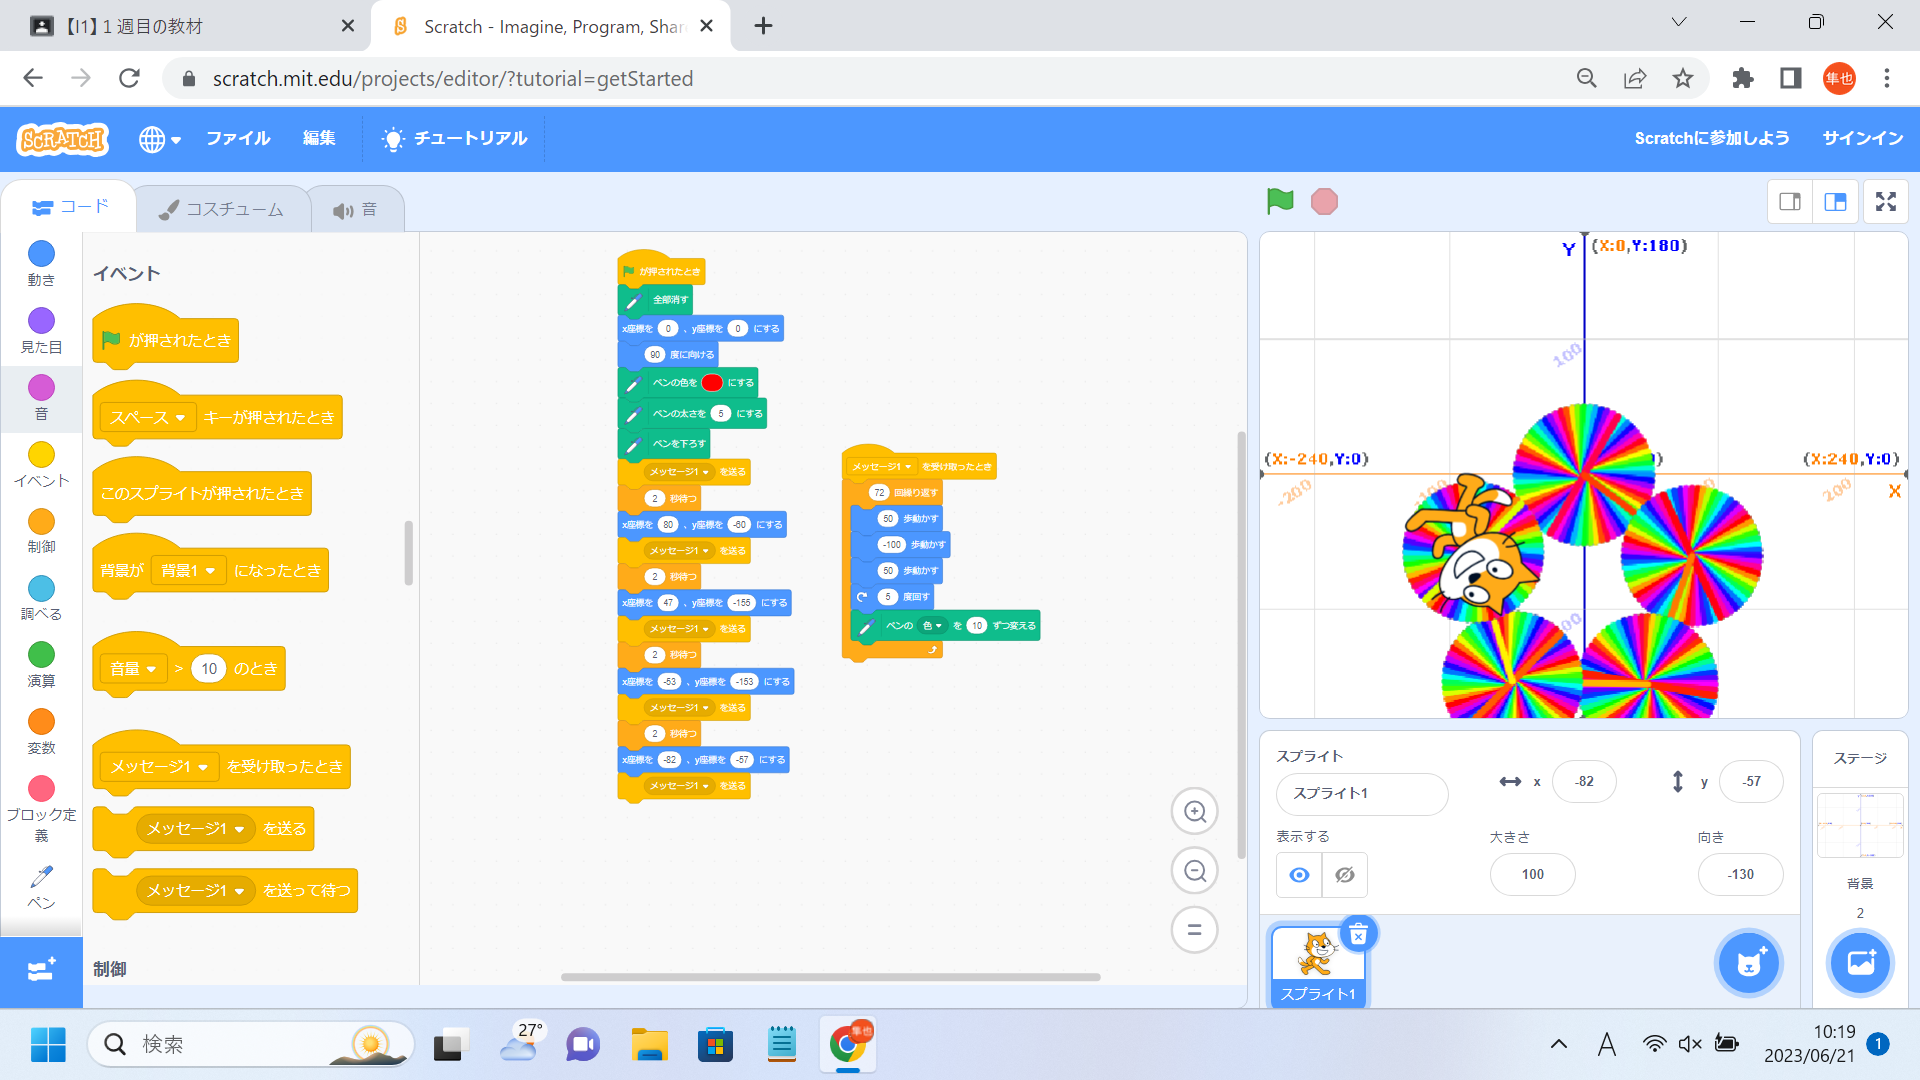 【I1】１週目の教材
Scratch - Imagine, Program, Shar
scratch.mit.edu/projects/editor/?tutorial=getStarted
隼也
SCRATCH
ファイル
編集
チュートリアル
Scratchに参加しよう
サインイン
コード
コスチューム
音
動き
見た目
音
イベント
制御
調べる
演算
変数
ブロック定義
ペン
イベント
が押されたとき
スペース キーが押されたとき
このスプライトが押されたとき
背景が 背景1 になったとき
音量 > 10 のとき
メッセージ1 を受け取ったとき
メッセージ1 を送る
メッセージ1 を送って待つ
制御
が押されたとき
全部消す
x座標を 0 、y座標を 0 にする
90 度に向ける
ペンの色を にする
ペンの太さを 5 にする
ペンを下ろす
メッセージ1 を送る
2 秒待つ
x座標を 80 、y座標を -60 にする
メッセージ1 を送る
2 秒待つ
x座標を 47 、y座標を -155 にする
メッセージ1 を送る
2 秒待つ
x座標を -53 、y座標を -153 にする
メッセージ1 を送る
2 秒待つ
x座標を -82 、y座標を -57 にする
メッセージ1 を送る
メッセージ1 を受け取ったとき
72 回繰り返す
50 歩動かす
-100 歩動かす
50 歩動かす
5 度回す
ペンの 色 を 10 ずつ変える
Y (X:0,Y:180)
100
(X:-240,Y:0)
(X:240,Y:0)
-200
200
X
スプライト
スプライト1
x -82
y -57
表示する
大きさ
100
向き
-130
スプライト1
ステージ
背景
2
検索
27°
隼也
A
10:19
2023/06/21
1